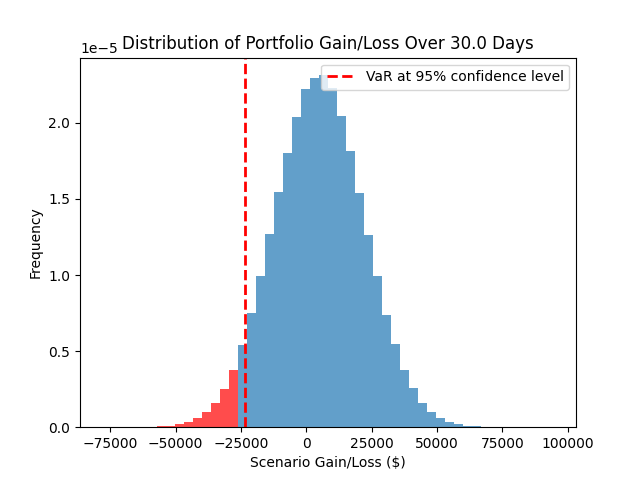 Distribution of Portfolio Gain/Loss Over 30.0 Days
1e−5
VaR at 95% confidence level
2.0
1.5
1.0
0.5
0.0
Frequency
−75000 −50000 −25000 0 25000 50000 75000 100000
Scenario Gain/Loss ($)